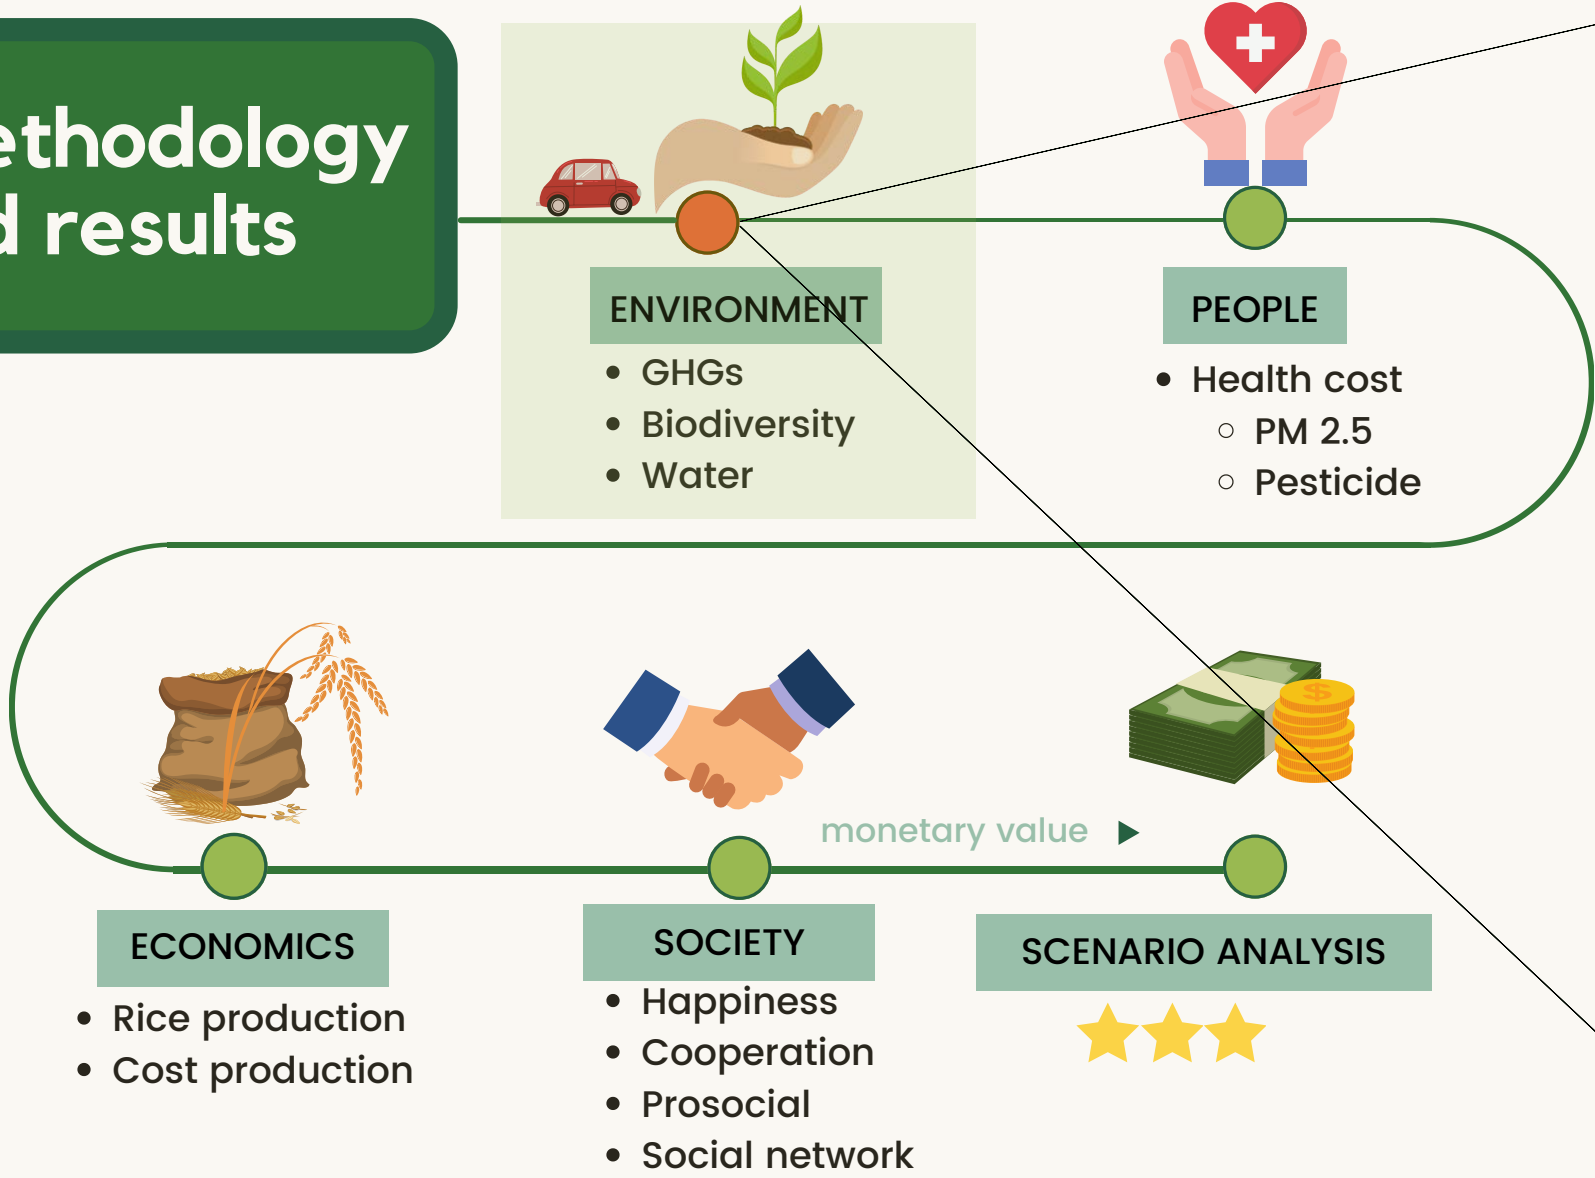 ethodology
d results
ENVIRONMENT
• GHGs
• Biodiversity
• Water
PEOPLE
• Health cost
○ PM 2.5
○ Pesticide
monetary value
ECONOMICS
• Rice production
• Cost production
SOCIETY
• Happiness
• Cooperation
• Prosocial
• Social network
SCENARIO ANALYSIS